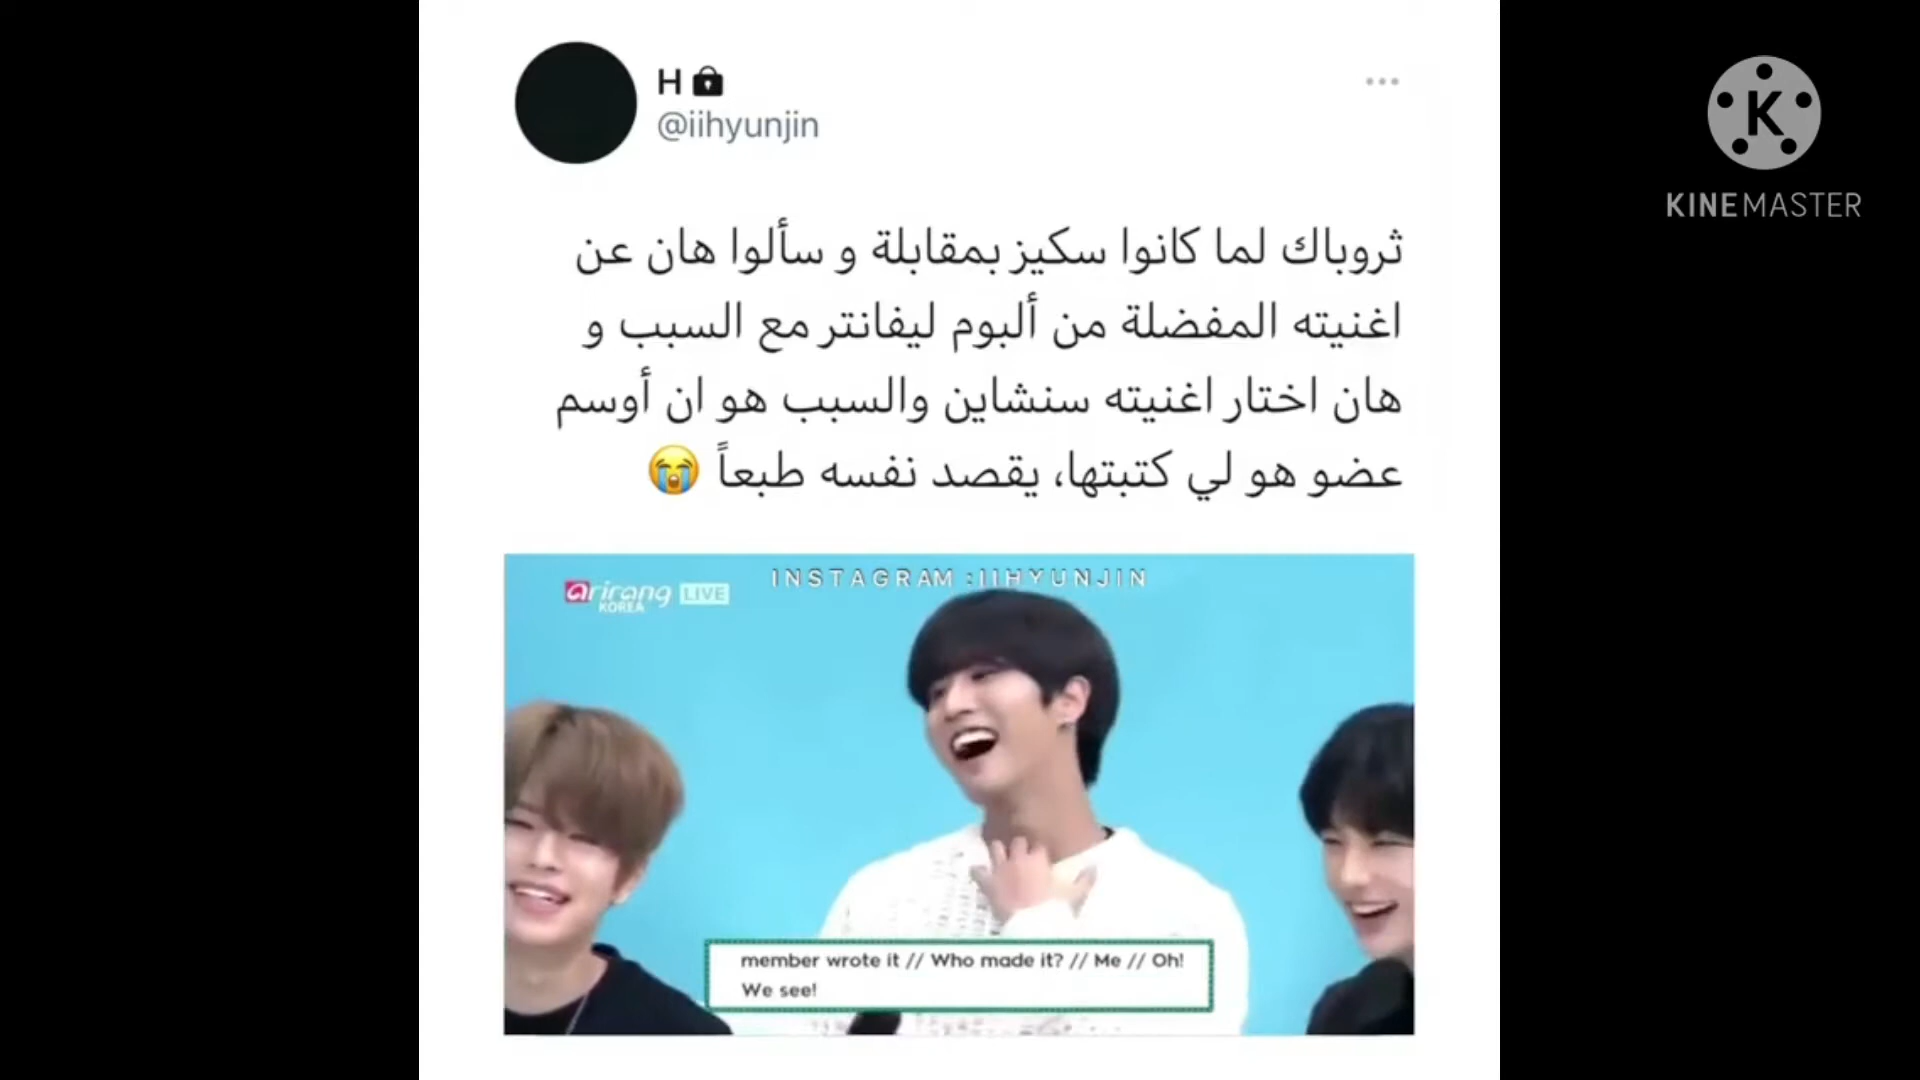 H
@iihyunjin
K
KINEMASTER
ثروباك لما كانوا سكيز بمقابلة و سألوا هان عن
اغنيته المفضلة من ألبوم ليفانتر مع السبب و
هان اختار اغنيته سنشاين والسبب هو ان أوسم
عضو هو لي كتبتها، يقصد نفسه طبعاً 😭
arirang LIVE
KOREA
INSTAGRAM :IIHYUNJIN
member wrote it // Who made it? // Me // Oh!
We see!